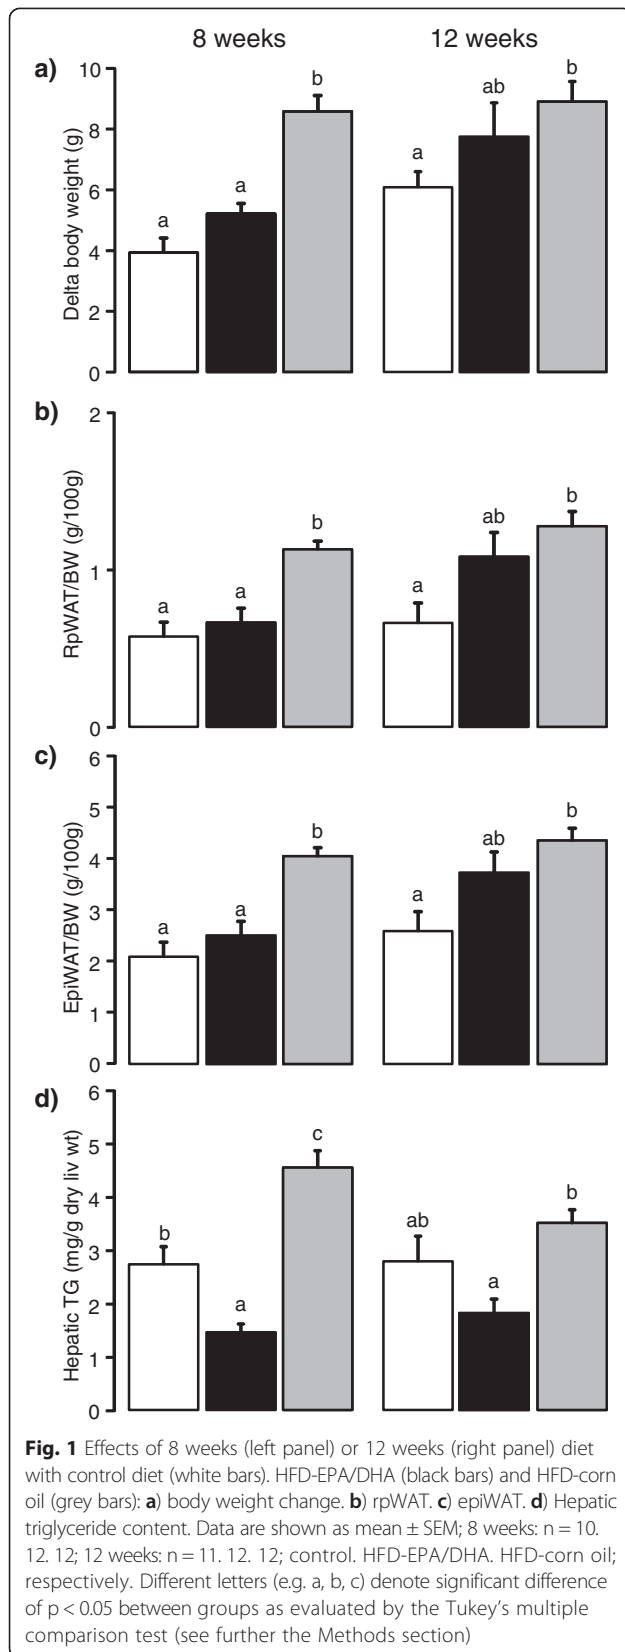 8 weeks 12 weeks
a)
Delta body weight (g)
10
8
6
4
2
0
a a b a ab b
b)
RpWAT/BW (g/100g)
2
1
0
a a b a ab b
c)
EpiWAT/BW (g/100g)
6
5
4
3
2
1
0
a a b a ab b
d)
Hepatic TG (mg/g dry liv wt)
6
5
4
3
2
1
0
b a c ab a b
Fig. 1 Effects of 8 weeks (left panel) or 12 weeks (right panel) diet
with control diet (white bars). HFD-EPA/DHA (black bars) and HFD-corn
oil (grey bars): a) body weight change. b) rpWAT. c) epiWAT. d) Hepatic
triglyceride content. Data are shown as mean ± SEM; 8 weeks: n = 10.
12. 12; 12 weeks: n = 11. 12. 12; control. HFD-EPA/DHA. HFD-corn oil;
respectively. Different letters (e.g. a, b, c) denote significant difference
of p < 0.05 between groups as evaluated by the Tukey's multiple
comparison test (see further the Methods section)